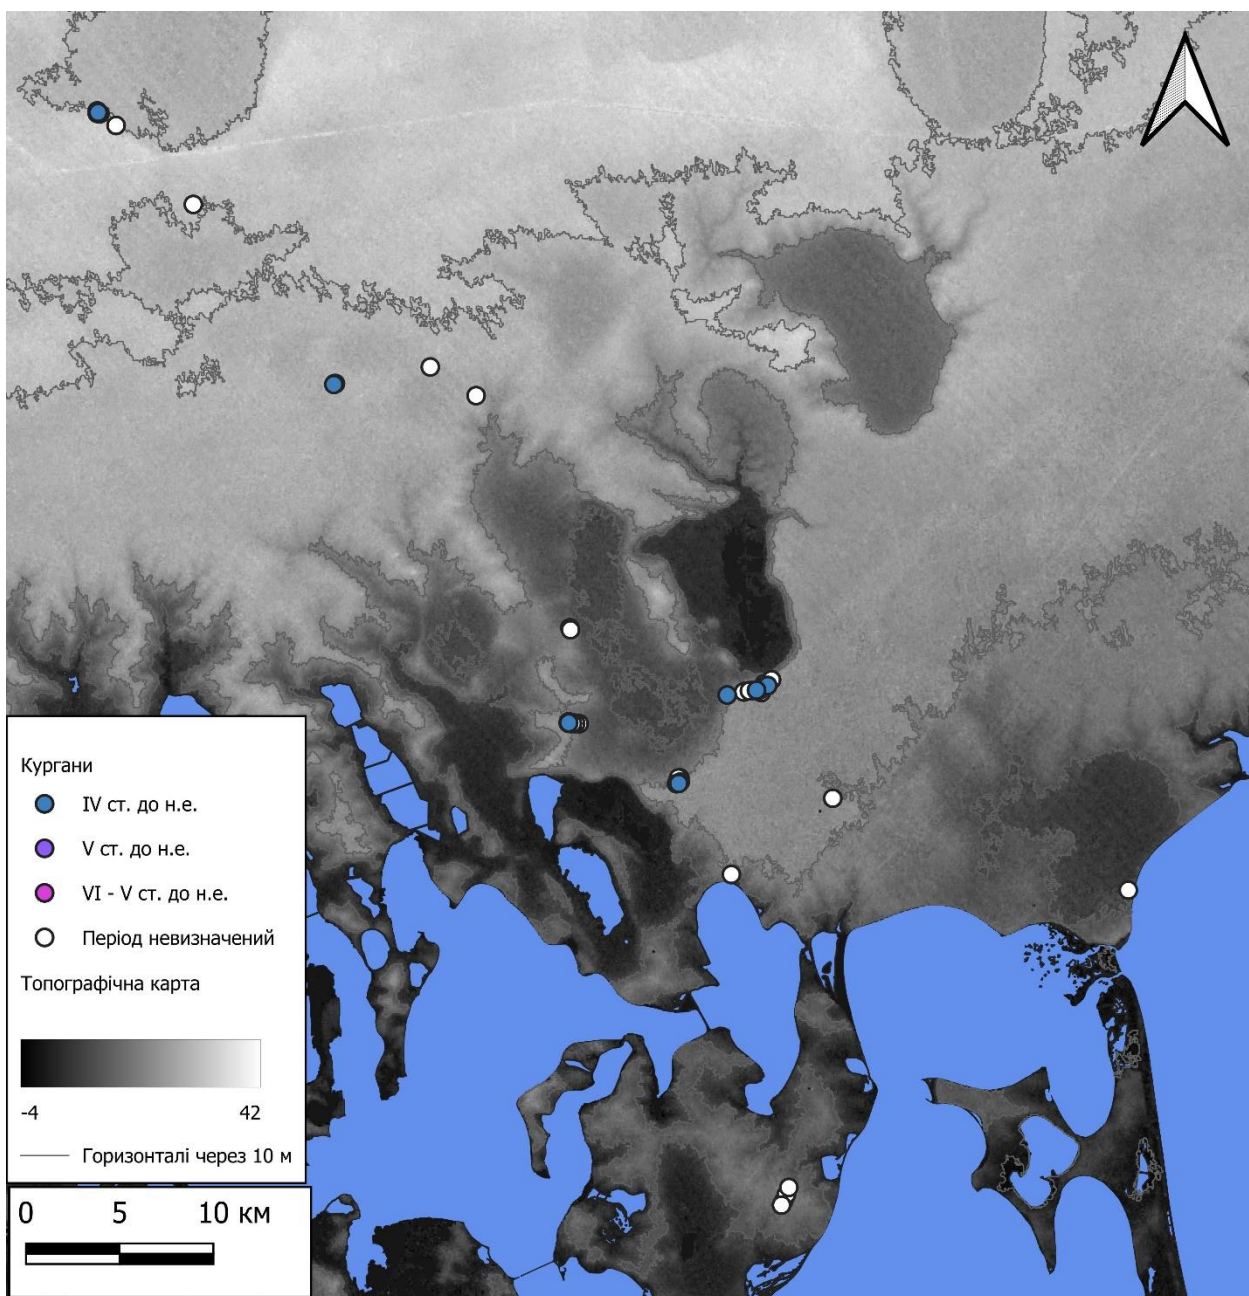 Кургани
IV ст. до н.е.
V ст. до н.е.
VI - V ст. до н.е.
Період невизначений
Топографічна карта
-4 42
Горизонталі через 10 м
0 5 10 км